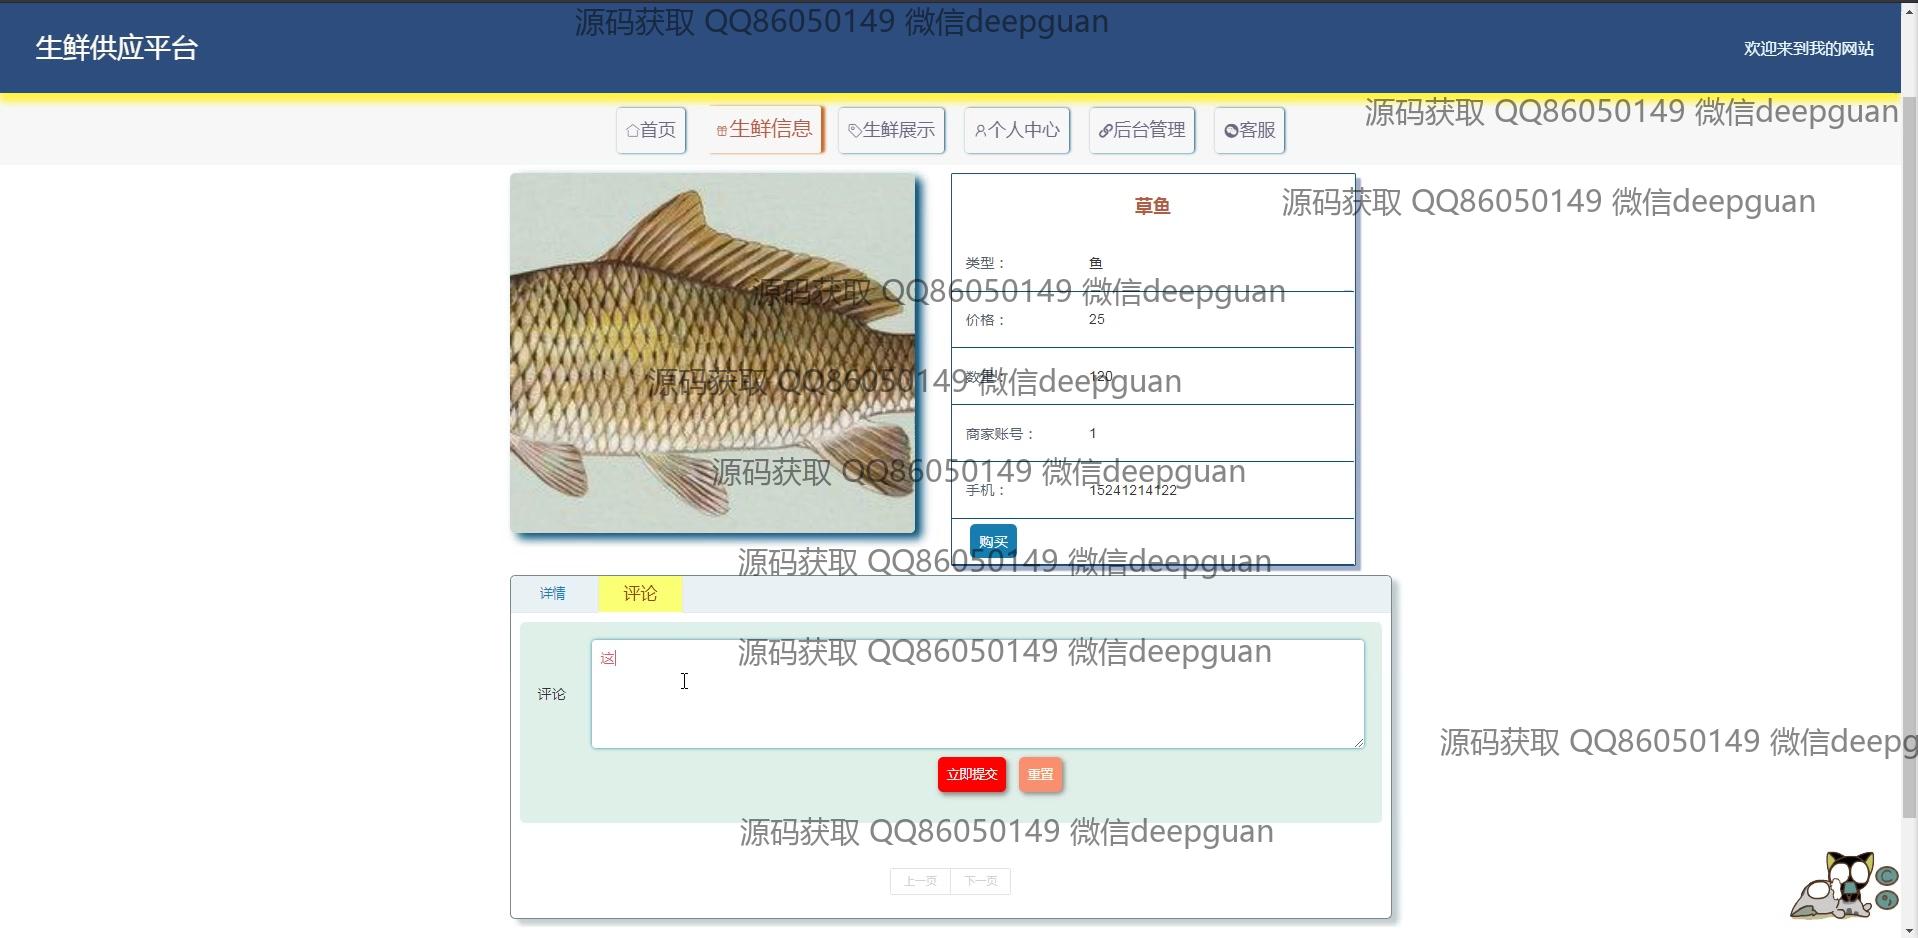 源码获取 QQ86050149 微信deepguan
生鲜供应平台
欢迎来到我的网站
源码获取 QQ86050149 微信deepguan
首页 生鲜信息 生鲜展示 个人中心 后台管理 客服
源码获取 QQ86050149 微信deepguan
草鱼
类型： 鱼
源码获取 QQ86050149 微信deepguan
价格： 25
数量： 120
源码获取 QQ86050149 微信deepguan
商家账号： 1
源码获取 QQ86050149 微信deepguan
手机： 15241214122
购买
源码获取 QQ86050149 微信deepguan
详情 评论
源码获取 QQ86050149 微信deepguan
这
评论
源码获取 QQ86050149 微信deepg
立即提交 重置
源码获取 QQ86050149 微信deepguan
上一页 下一页